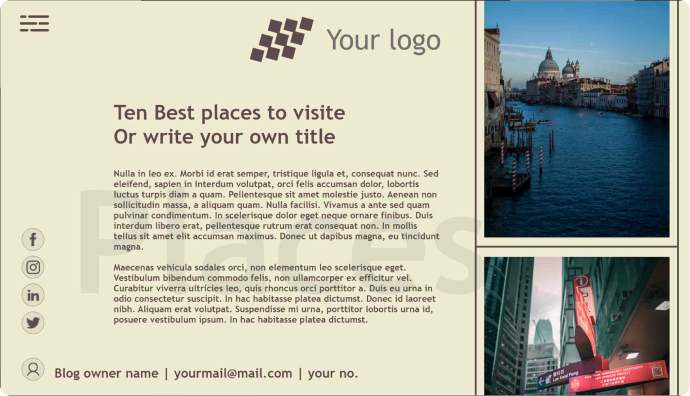 Your logo
Ten Best places to visite
Or write your own title
Nulla in leo ex. Morbi id erat semper, tristique ligula et, consequat nunc. Sed
eleifend, sapien in interdum volutpat, orci felis accumsan dolor, lobortis
luctus turpis diam a quam. Pellentesque sit amet molestie justo. Aenean non
sollicitudin massa, a aliquam quam. Nulla facilisi. Vivamus a ante sed quam
pulvinar condimentum. In scelerisque dolor eget neque ornare finibus. Duis
interdum libero erat, pellentesque rutrum erat consequat non. In mollis
tellus sit amet elit accumsan maximus. Donec ut dapibus magna, eu tincidunt
magna.
Places
Maecenas vehicula sodales orci, non elementum leo scelerisque eget.
Vestibulum bibendum commodo felis, non ullamcorper ex efficitur vel.
Curabitur viverra ultricies leo, quis rhoncus orci porttitor a. Duis eu urna in
odio consectetur suscipit. In hac habitasse platea dictumst. Donec id laoreet
nibh. Aliquam erat volutpat. Suspendisse mi urna, porttitor lobortis urna id,
posuere vestibulum ipsum. In hac habitasse platea dictumst.
Blog owner name | yourmail@mail.com | your no.
Lan Kwai Fong